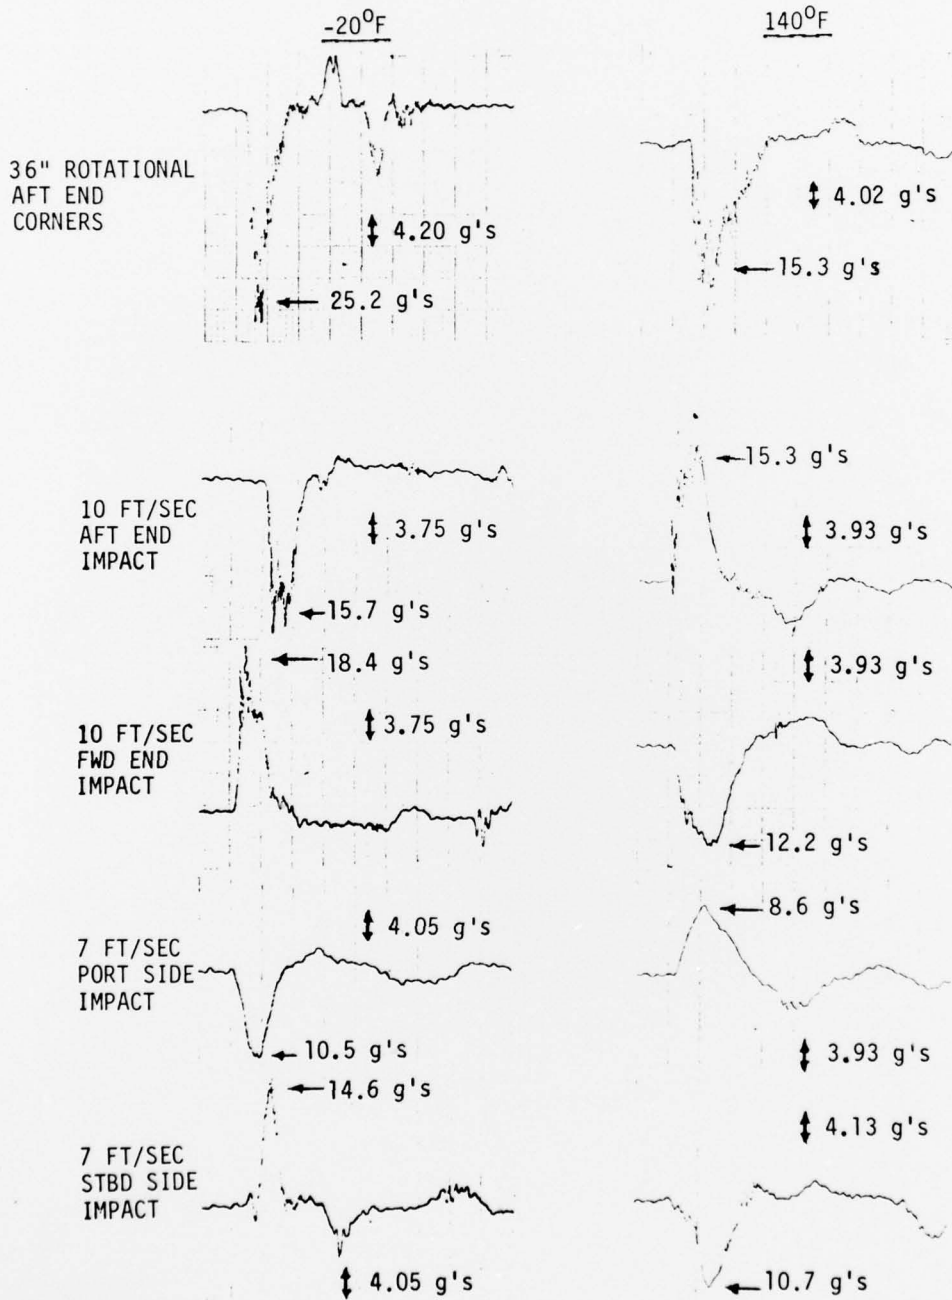 -20°F
140°F
36" ROTATIONAL
AFT END
CORNERS
4.20 g's
25.2 g's
4.02 g's
15.3 g's
10 FT/SEC
AFT END
IMPACT
3.75 g's
15.7 g's
15.3 g's
3.93 g's
10 FT/SEC
FWD END
IMPACT
18.4 g's
3.75 g's
3.93 g's
12.2 g's
7 FT/SEC
PORT SIDE
IMPACT
4.05 g's
10.5 g's
8.6 g's
3.93 g's
7 FT/SEC
STBD SIDE
IMPACT
14.6 g's
4.05 g's
4.13 g's
10.7 g's